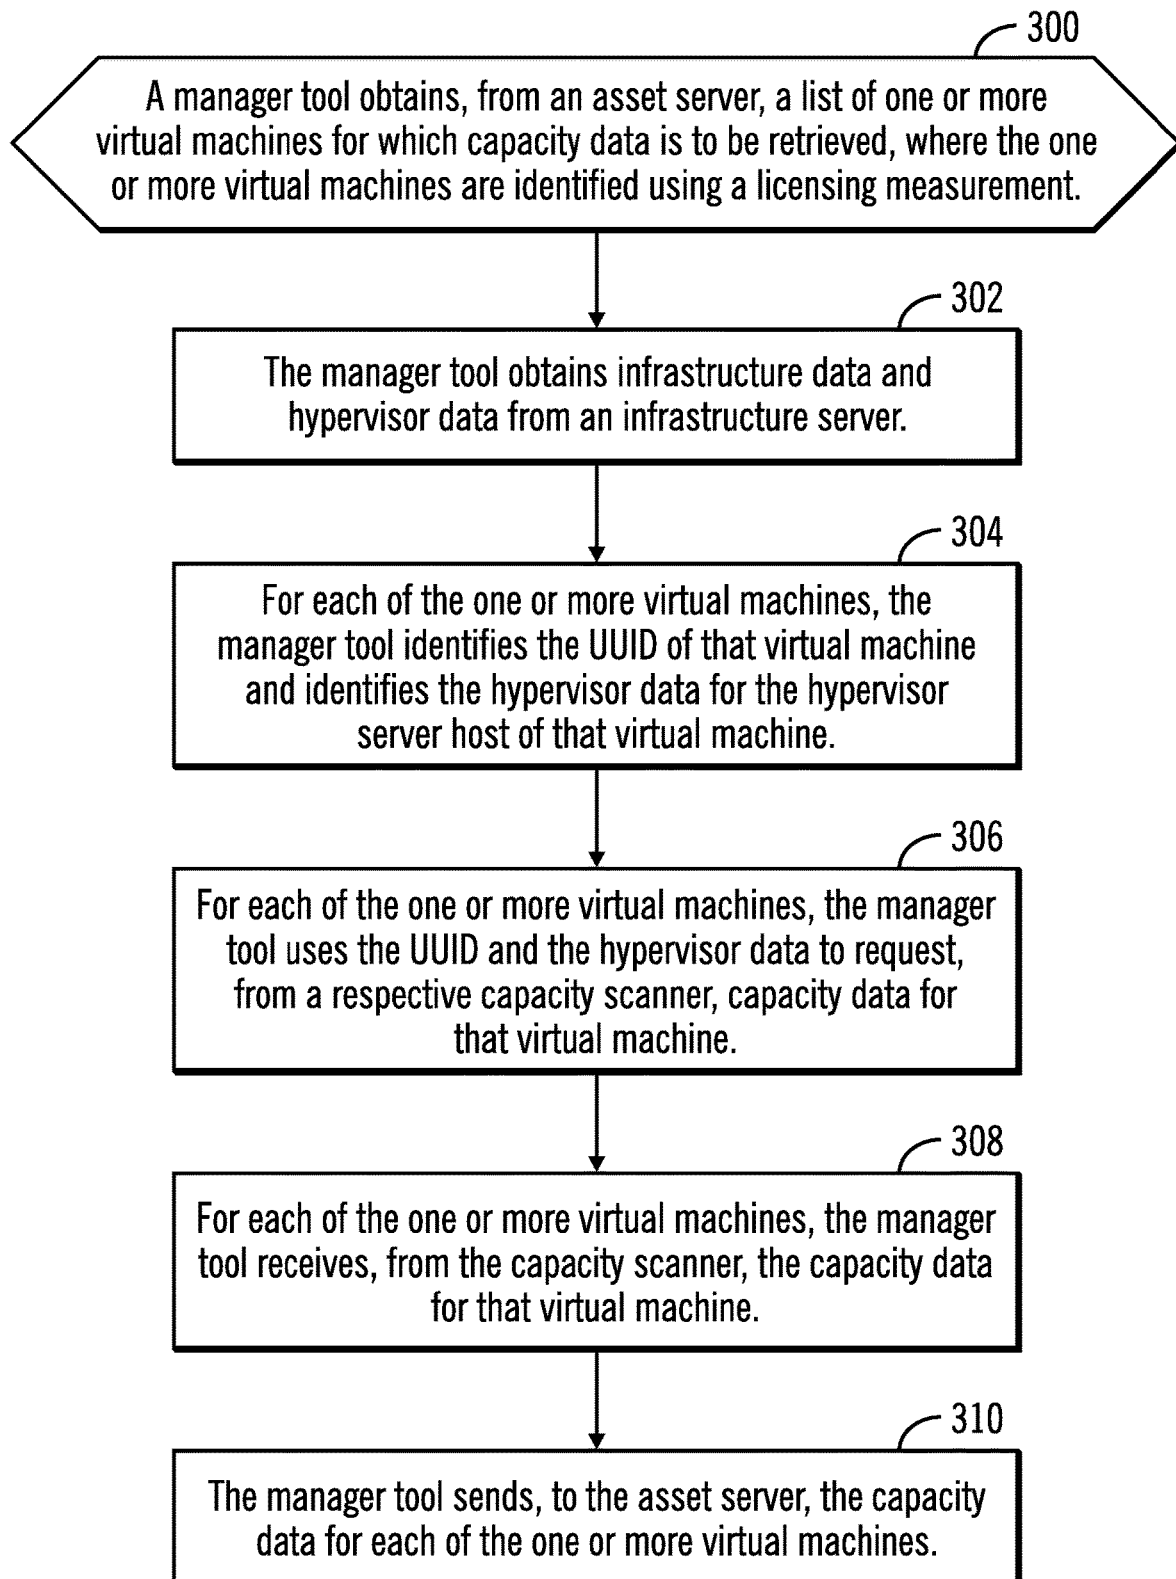 300
A manager tool obtains, from an asset server, a list of one or more
virtual machines for which capacity data is to be retrieved, where the one
or more virtual machines are identified using a licensing measurement.
302
The manager tool obtains infrastructure data and
hypervisor data from an infrastructure server.
304
For each of the one or more virtual machines, the
manager tool identifies the UUID of that virtual machine
and identifies the hypervisor data for the hypervisor
server host of that virtual machine.
306
For each of the one or more virtual machines, the manager
tool uses the UUID and the hypervisor data to request,
from a respective capacity scanner, capacity data for
that virtual machine.
308
For each of the one or more virtual machines, the manager
tool receives, from the capacity scanner, the capacity data
for that virtual machine.
310
The manager tool sends, to the asset server, the capacity
data for each of the one or more virtual machines.